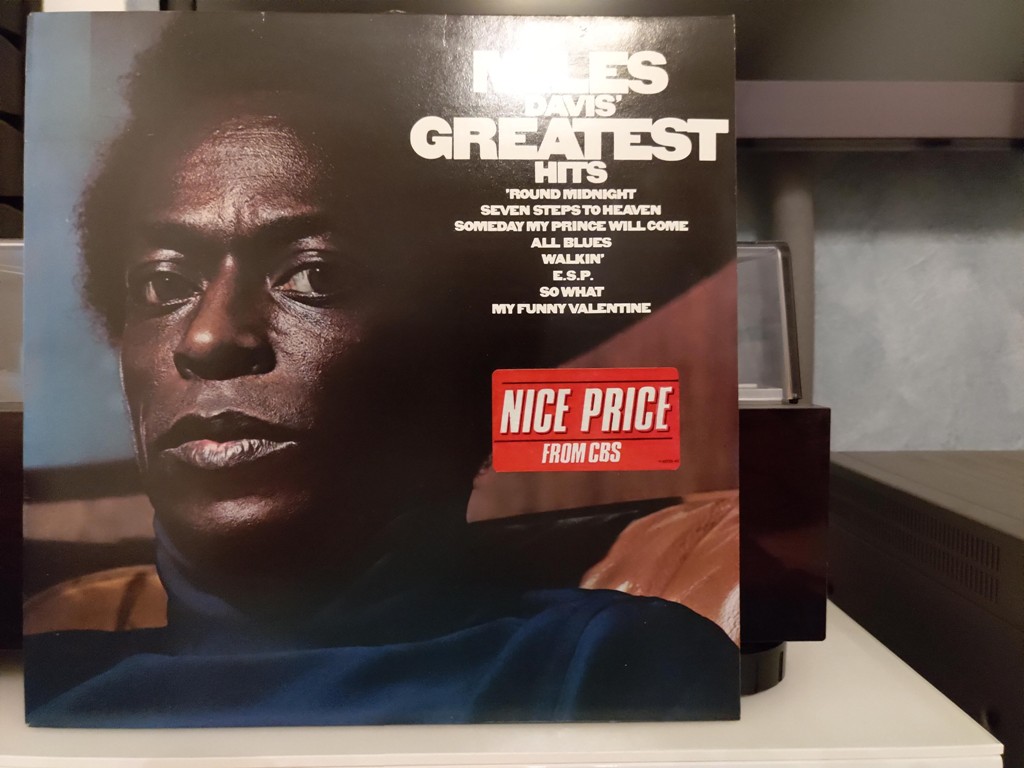 MILES
DAVIS'
GREATEST
HITS
'ROUND MIDNIGHT
SEVEN STEPS TO HEAVEN
SOMEDAY MY PRINCE WILL COME
ALL BLUES
WALKIN'
E.S.P.
SO WHAT
MY FUNNY VALENTINE
NICE PRICE
FROM CBS